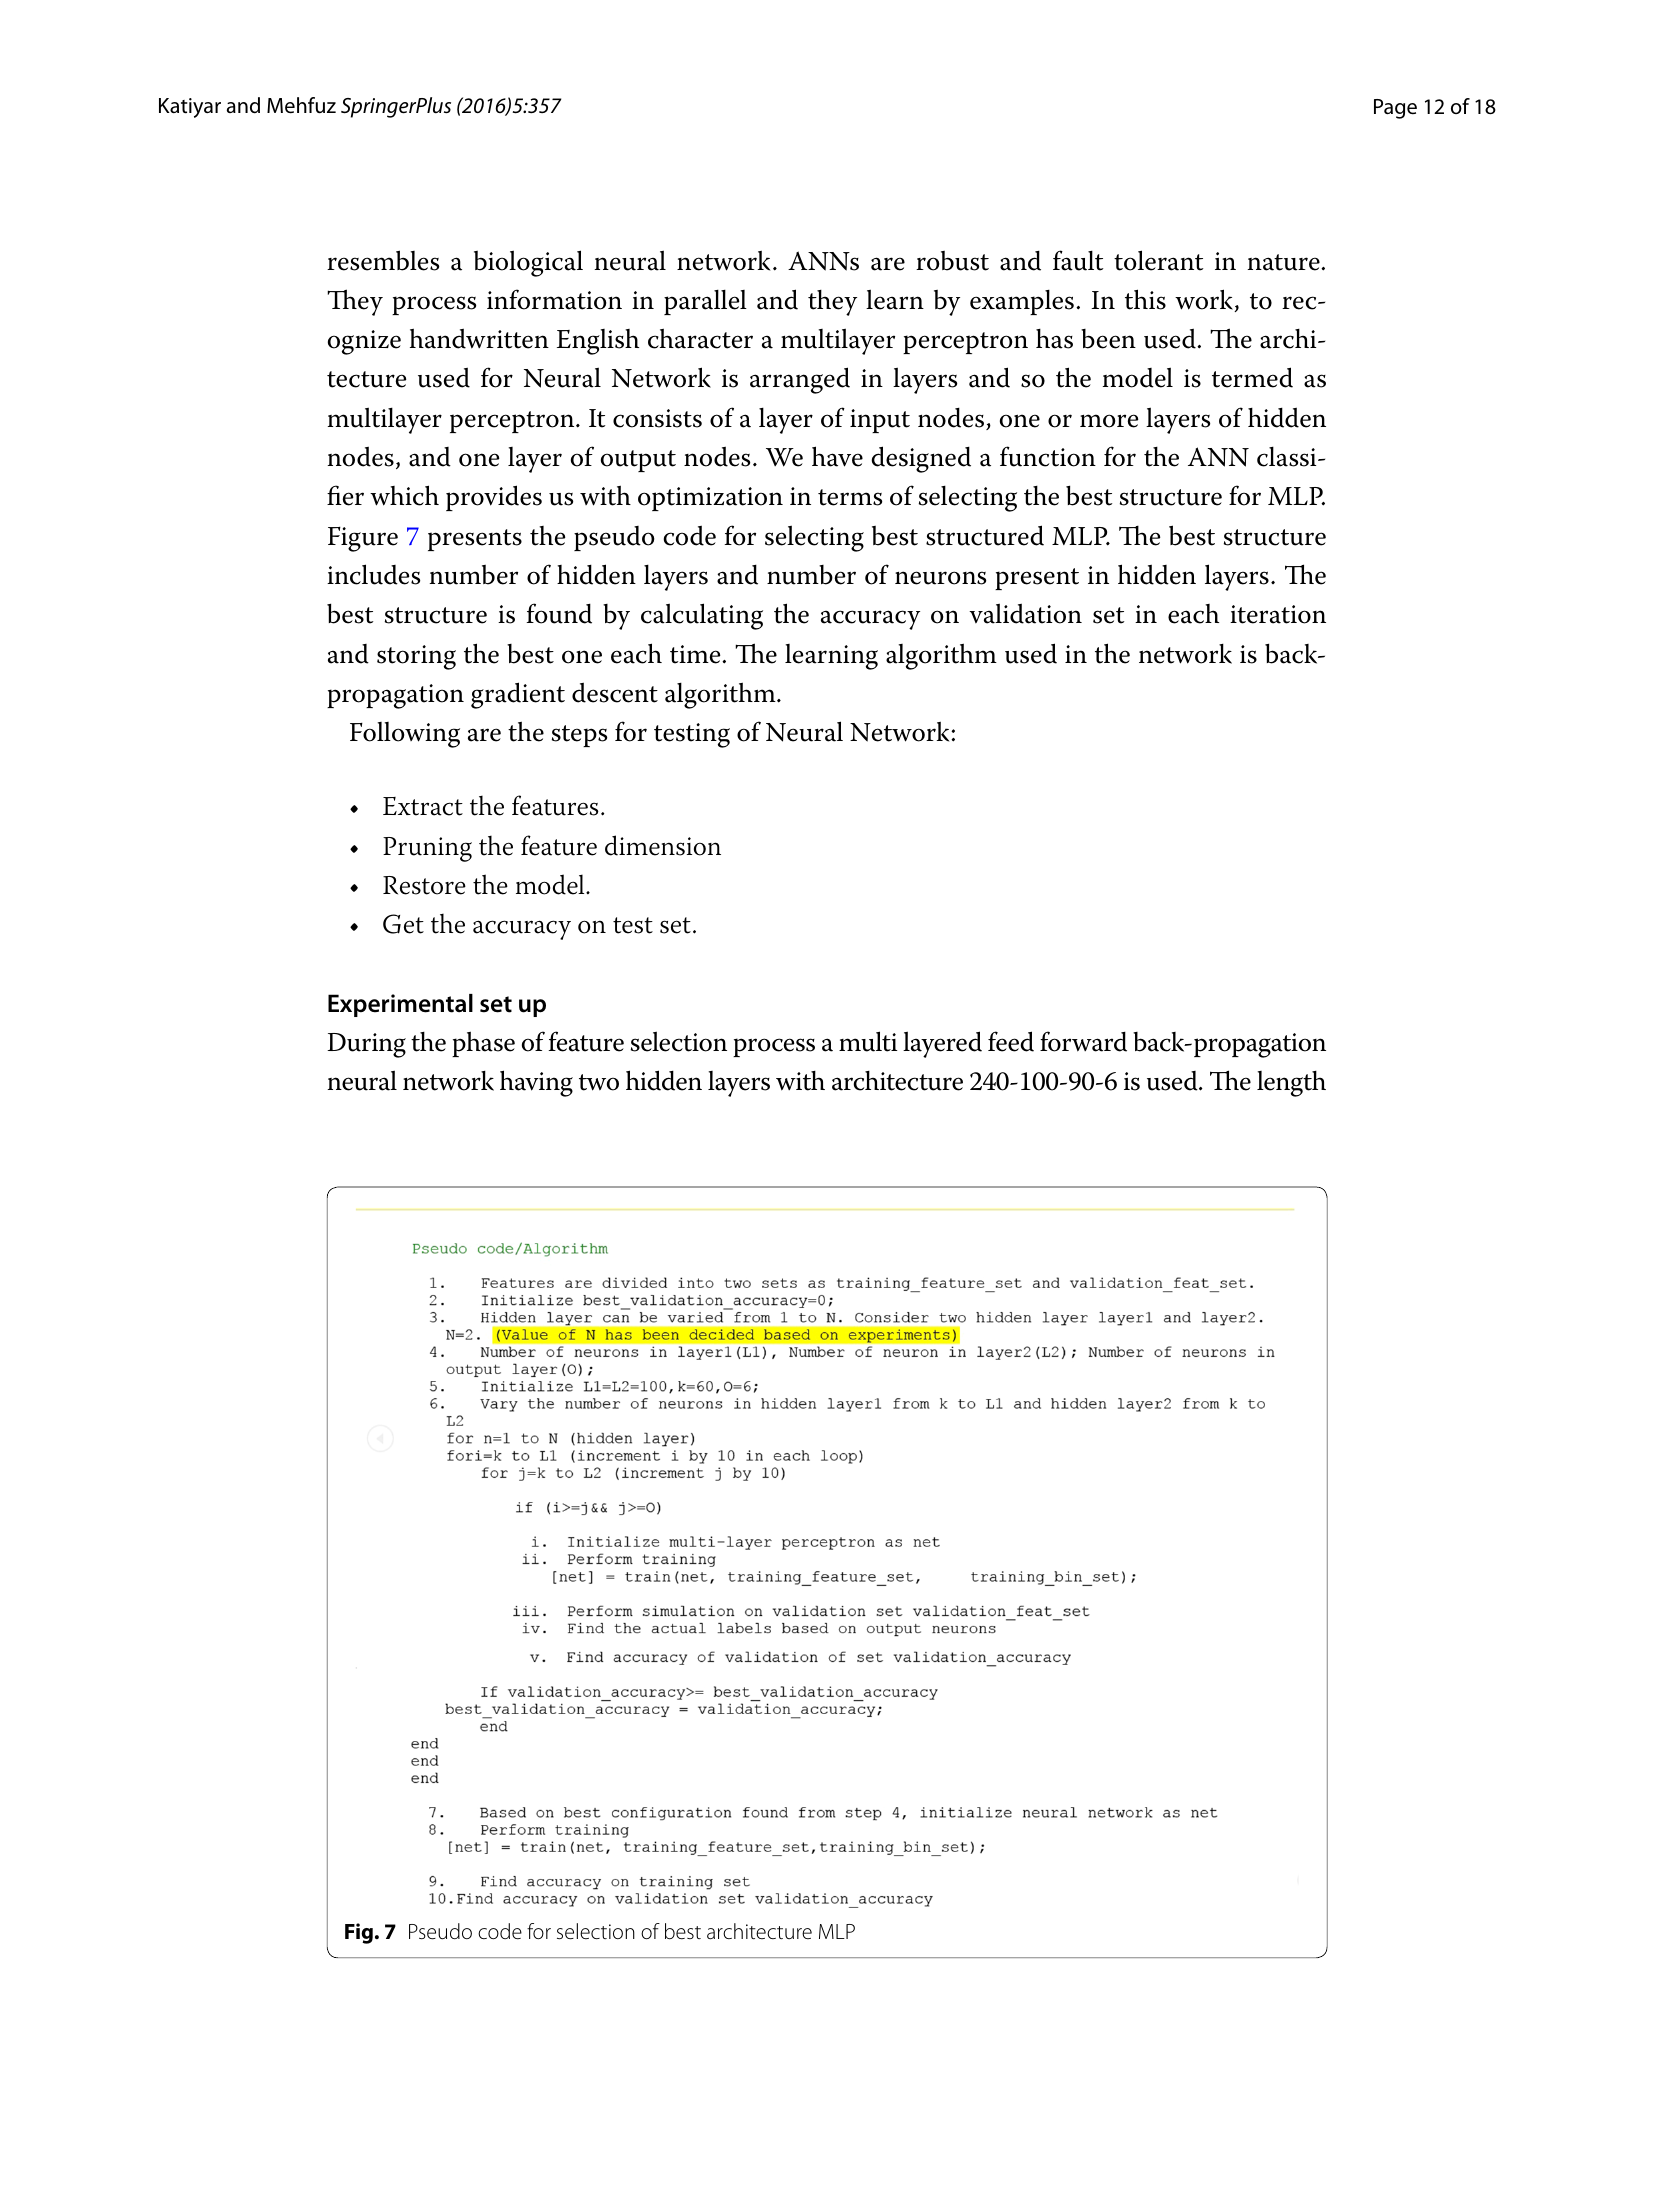 Katiyar and Mehfuz SpringerPlus (2016)5:357
Page 12 of 18
resembles a biological neural network. ANNs are robust and fault tolerant in nature.
They process information in parallel and they learn by examples. In this work, to rec-
ognize handwritten English character a multilayer perceptron has been used. The archi-
tecture used for Neural Network is arranged in layers and so the model is termed as
multilayer perceptron. It consists of a layer of input nodes, one or more layers of hidden
nodes, and one layer of output nodes. We have designed a function for the ANN classi-
fier which provides us with optimization in terms of selecting the best structure for MLP.
Figure 7 presents the pseudo code for selecting best structured MLP. The best structure
includes number of hidden layers and number of neurons present in hidden layers. The
best structure is found by calculating the accuracy on validation set in each iteration
and storing the best one each time. The learning algorithm used in the network is back-
propagation gradient descent algorithm.
Following are the steps for testing of Neural Network:
• Extract the features.
• Pruning the feature dimension
• Restore the model.
• Get the accuracy on test set.
Experimental set up
During the phase of feature selection process a multi layered feed forward back-propagation
neural network having two hidden layers with architecture 240-100-90-6 is used. The length
Pseudo code/Algorithm
1. Features are divided into two sets as training_feature_set and validation_feat_set.
2. Initialize best_validation_accuracy=0;
3. Hidden layer can be varied from 1 to N. Consider two hidden layer layer1 and layer2.
N=2. (Value of N has been decided based on experiments)
4. Number of neurons in layer1(L1), Number of neuron in layer2(L2); Number of neurons in
output layer(O);
5. Initialize L1=L2=100,k=60,O=6;
6. Vary the number of neurons in hidden layer1 from k to L1 and hidden layer2 from k to
L2
for n=1 to N (hidden layer)
fori=k to L1 (increment i by 10 in each loop)
for j=k to L2 (increment j by 10)
if (i>=j&& j>=O)
i. Initialize multi-layer perceptron as net
ii. Perform training
[net] = train(net, training_feature_set, training_bin_set);
iii. Perform simulation on validation set validation_feat_set
iv. Find the actual labels based on output neurons
v. Find accuracy of validation of set validation_accuracy
If validation_accuracy>= best_validation_accuracy
best_validation_accuracy = validation_accuracy;
end
end
end
end
7. Based on best configuration found from step 4, initialize neural network as net
8. Perform training
[net] = train(net, training_feature_set,training_bin_set);
9. Find accuracy on training set
10.Find accuracy on validation set validation_accuracy
Fig. 7 Pseudo code for selection of best architecture MLP